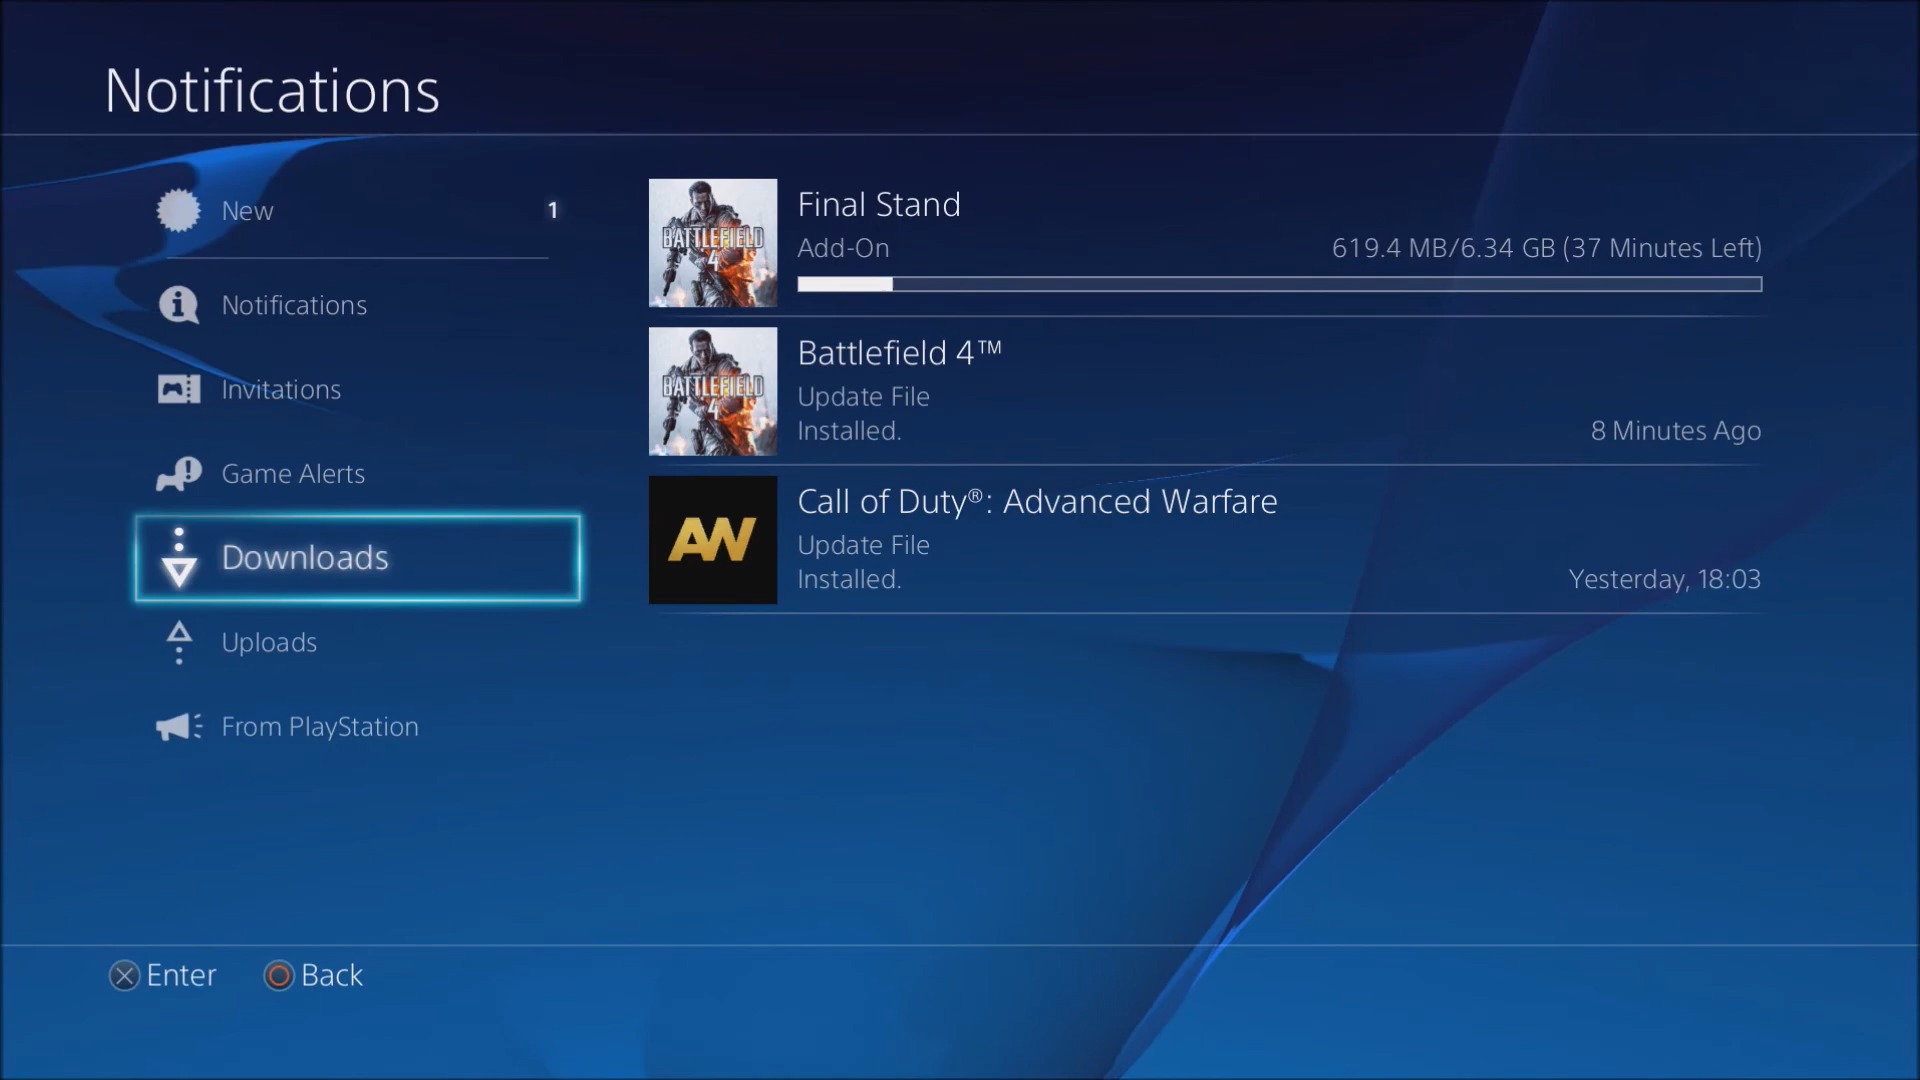 Notifications
New 1
Notifications
Invitations
Game Alerts
Downloads
Uploads
From PlayStation
BATTLEFIELD
4
Final Stand
Add-On 619.4 MB/6.34 GB (37 Minutes Left)
BATTLEFIELD
4
Battlefield 4™
Update File
Installed. 8 Minutes Ago
AW
Call of Duty®: Advanced Warfare
Update File
Installed. Yesterday, 18:03
Enter Back